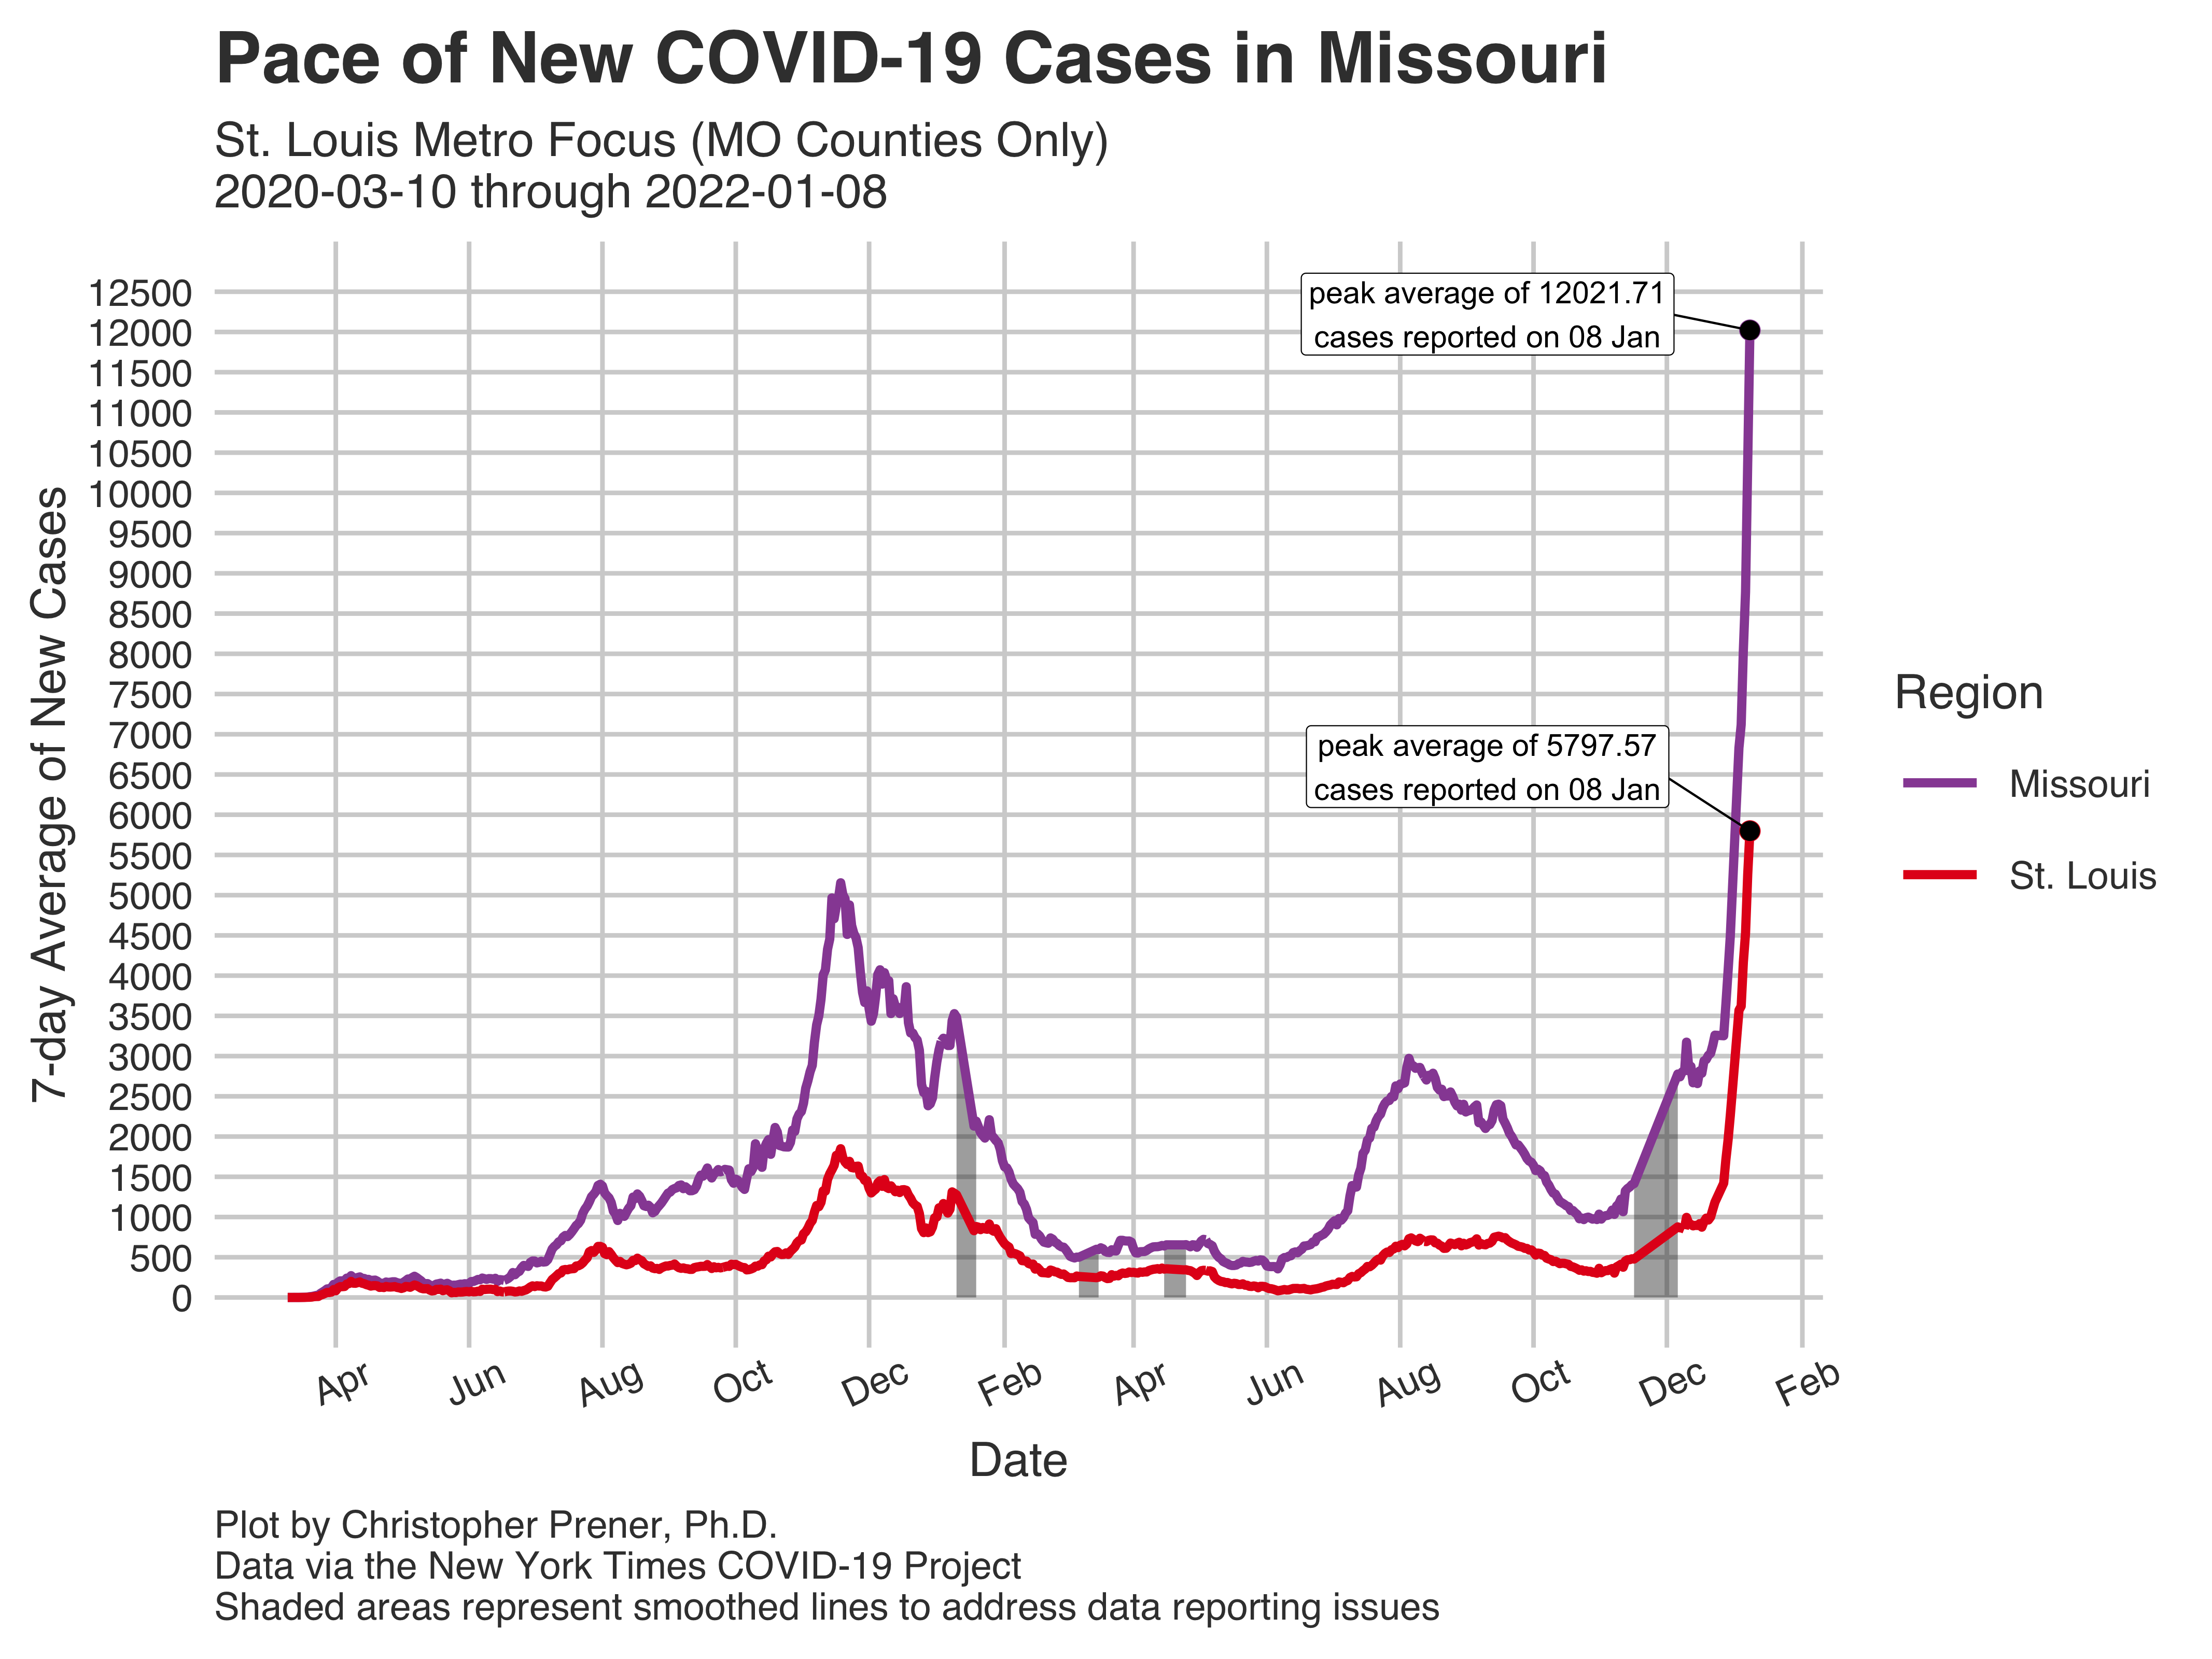 Pace of New COVID-19 Cases in Missouri
St. Louis Metro Focus (MO Counties Only)
2020-03-10 through 2022-01-08
7-day Average of New Cases
12500
12000
11500
11000
10500
10000
9500
9000
8500
8000
7500
7000
6500
6000
5500
5000
4500
4000
3500
3000
2500
2000
1500
1000
500
0
peak average of 12021.71
cases reported on 08 Jan
peak average of 5797.57
cases reported on 08 Jan
Region
Missouri
St. Louis
Apr
Jun
Aug
Oct
Dec
Feb
Apr
Jun
Aug
Oct
Dec
Feb
Date
Plot by Christopher Prener, Ph.D.
Data via the New York Times COVID-19 Project
Shaded areas represent smoothed lines to address data reporting issues